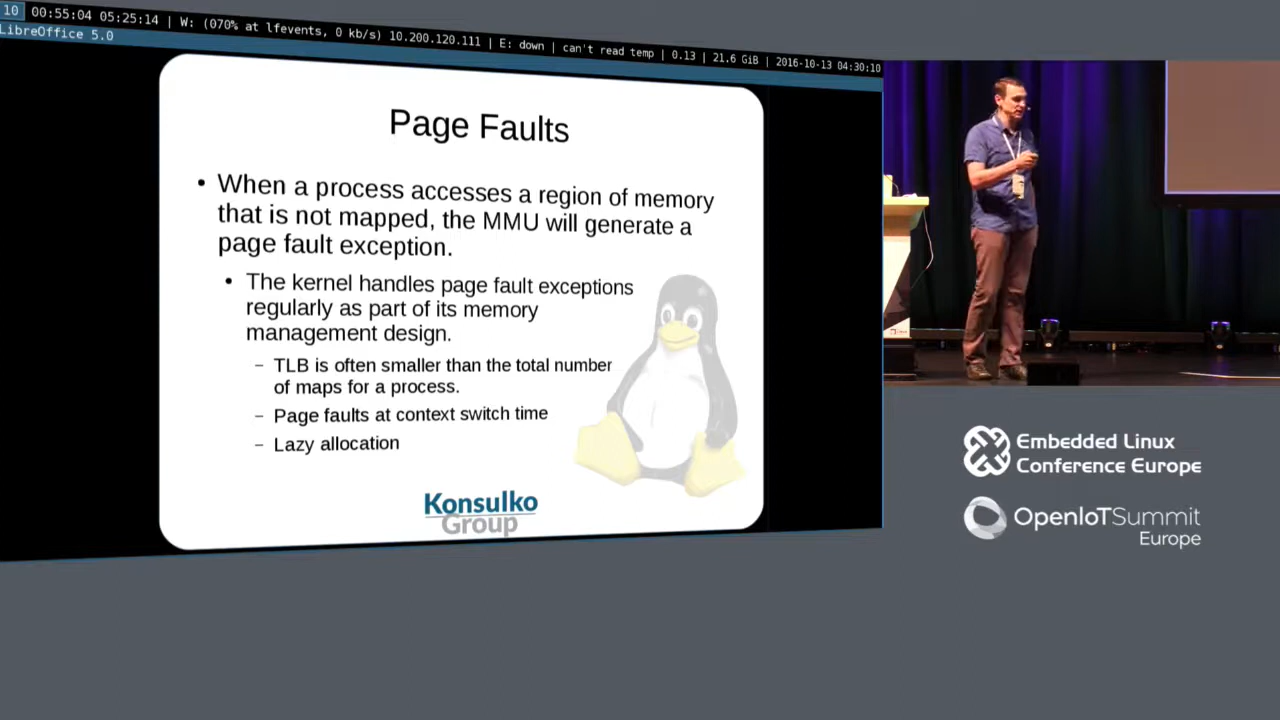 10 00:55:04 05:25:14 | W: (070% at lfevents, 0 kb/s) 10.200.120.111 | E: down | can't read temp | 0.13 | 21.6 GiB | 2016-10-13 04:30:10
LibreOffice 5.0
Page Faults
• When a process accesses a region of memory
that is not mapped, the MMU will generate a
page fault exception.
• The kernel handles page fault exceptions
regularly as part of its memory
management design.
– TLB is often smaller than the total number
of maps for a process.
– Page faults at context switch time
– Lazy allocation
Konsulko
Group
Embedded Linux
Conference Europe
OpenIoTSummit
Europe